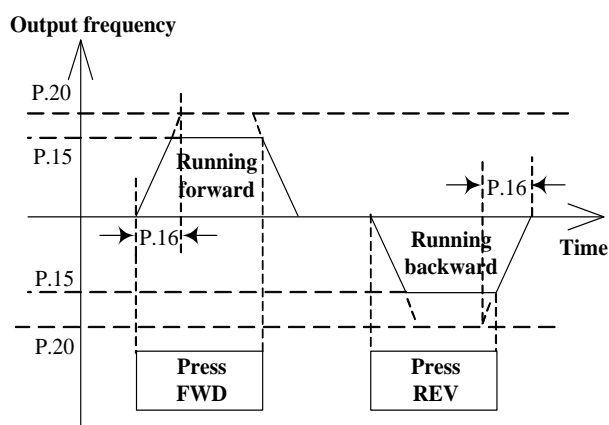 Output frequency
P.20
P.15
Running
forward
P.16
P.16
Time
Running
backward
P.15
P.20
Press
FWD
Press
REV